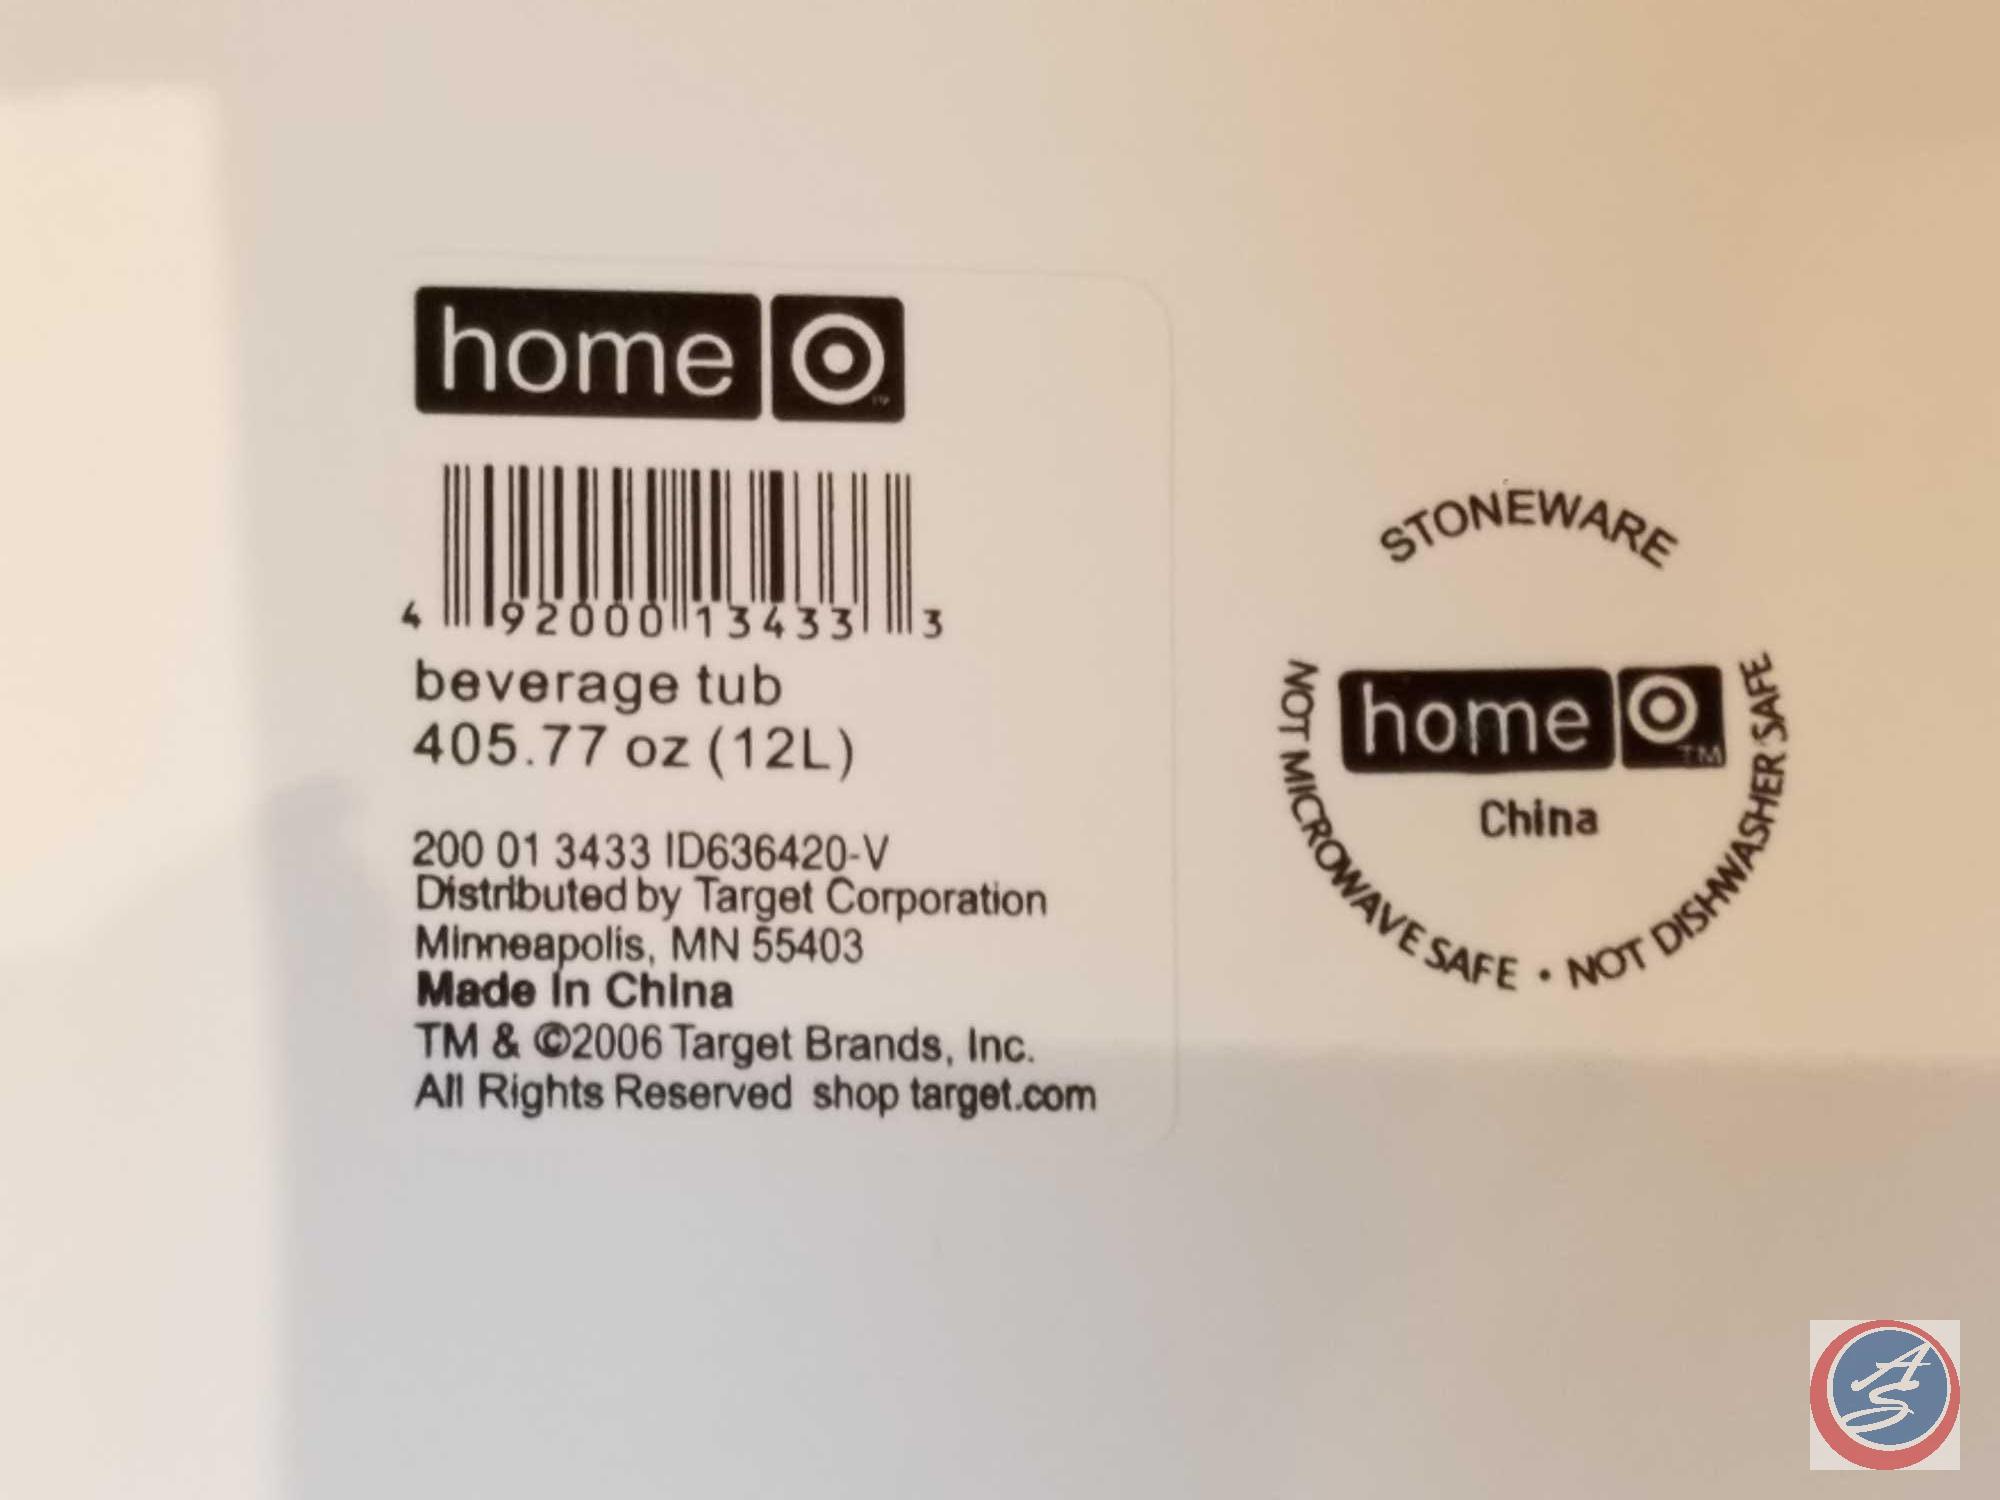 home
4 92000 13433 3
beverage tub
405.77 oz (12L)
200 01 3433 ID636420-V
Distributed by Target Corporation
Minneapolis, MN 55403
Made in China
TM & ©2006 Target Brands, Inc.
All Rights Reserved shop target.com
STONEWARE
home TM
China
NOT MICROWAVE SAFE • NOT DISHWASHER SAFE
AS